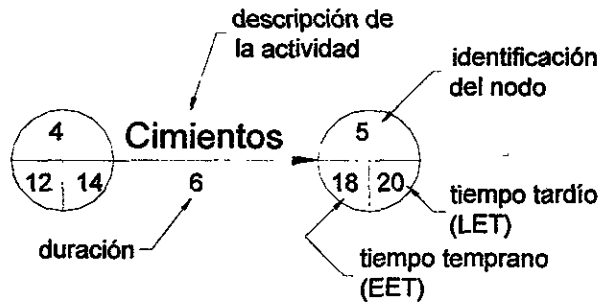 descripción de
la actividad
identificación
del nodo
4
Cimientos
5
12 14
6
18 20
tiempo tardío
(LET)
duración
tiempo temprano
(EET)